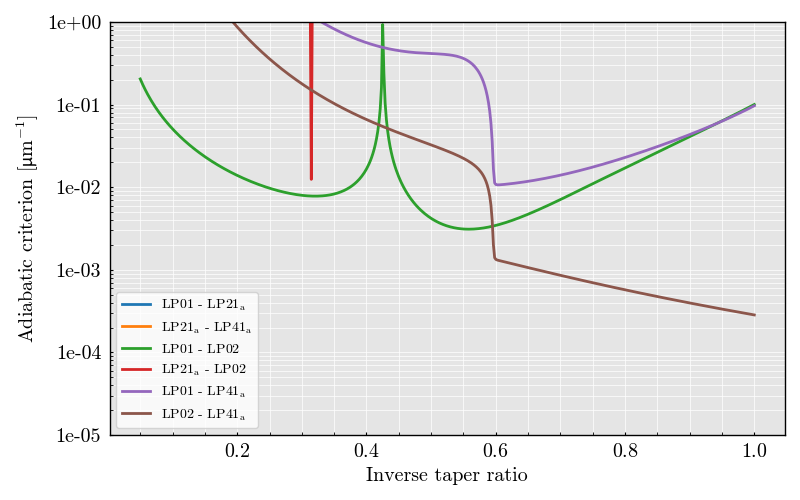 Adiabatic criterion [µm⁻¹]
1e+00
1e-01
1e-02
1e-03
1e-04
1e-05
LP01 - LP21ₐ
LP21ₐ - LP41ₐ
LP01 - LP02
LP21ₐ - LP02
LP01 - LP41ₐ
LP02 - LP41ₐ
0.2 0.4 0.6 0.8 1.0
Inverse taper ratio